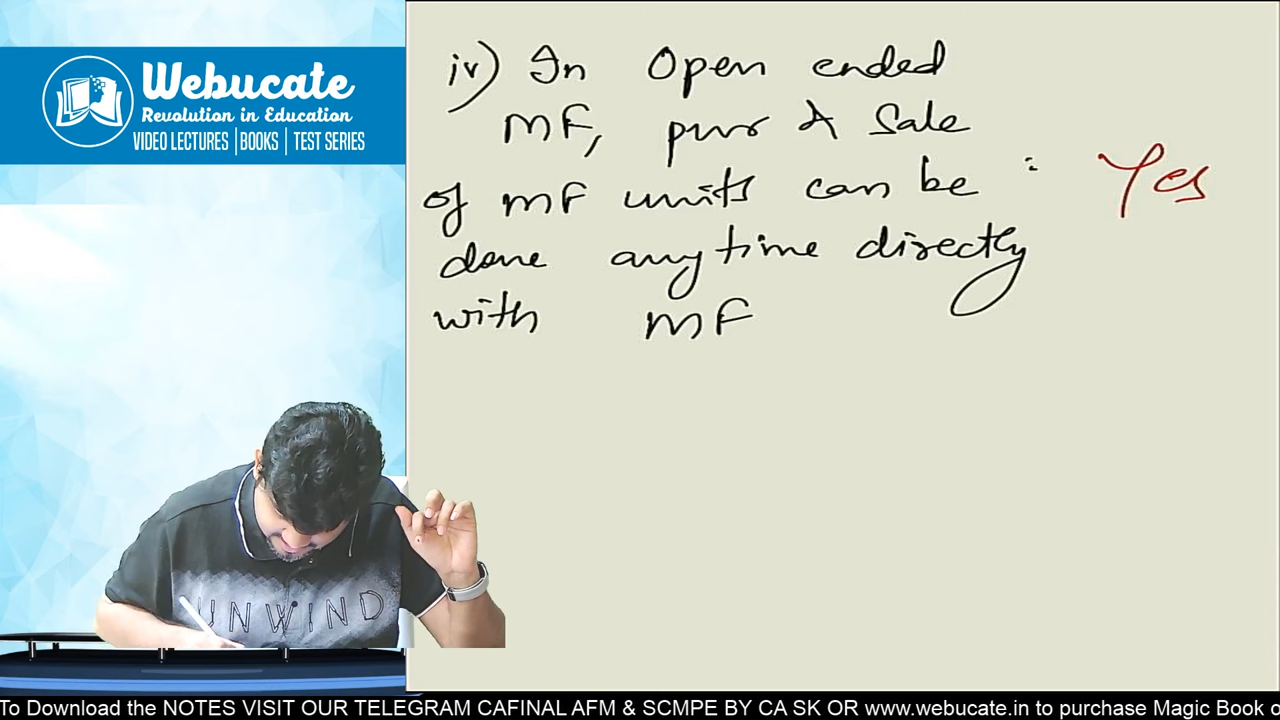 Webucate
Revolution in Education
VIDEO LECTURES | BOOKS | TEST SERIES
iv) In Open ended
MF, pur & Sale
of MF units can be : Yes
done anytime directly
with MF
UNWIND
To Download the NOTES VISIT OUR TELEGRAM CAFINAL AFM & SCMPE BY CA SK OR www.webucate.in to purchase Magic Book o